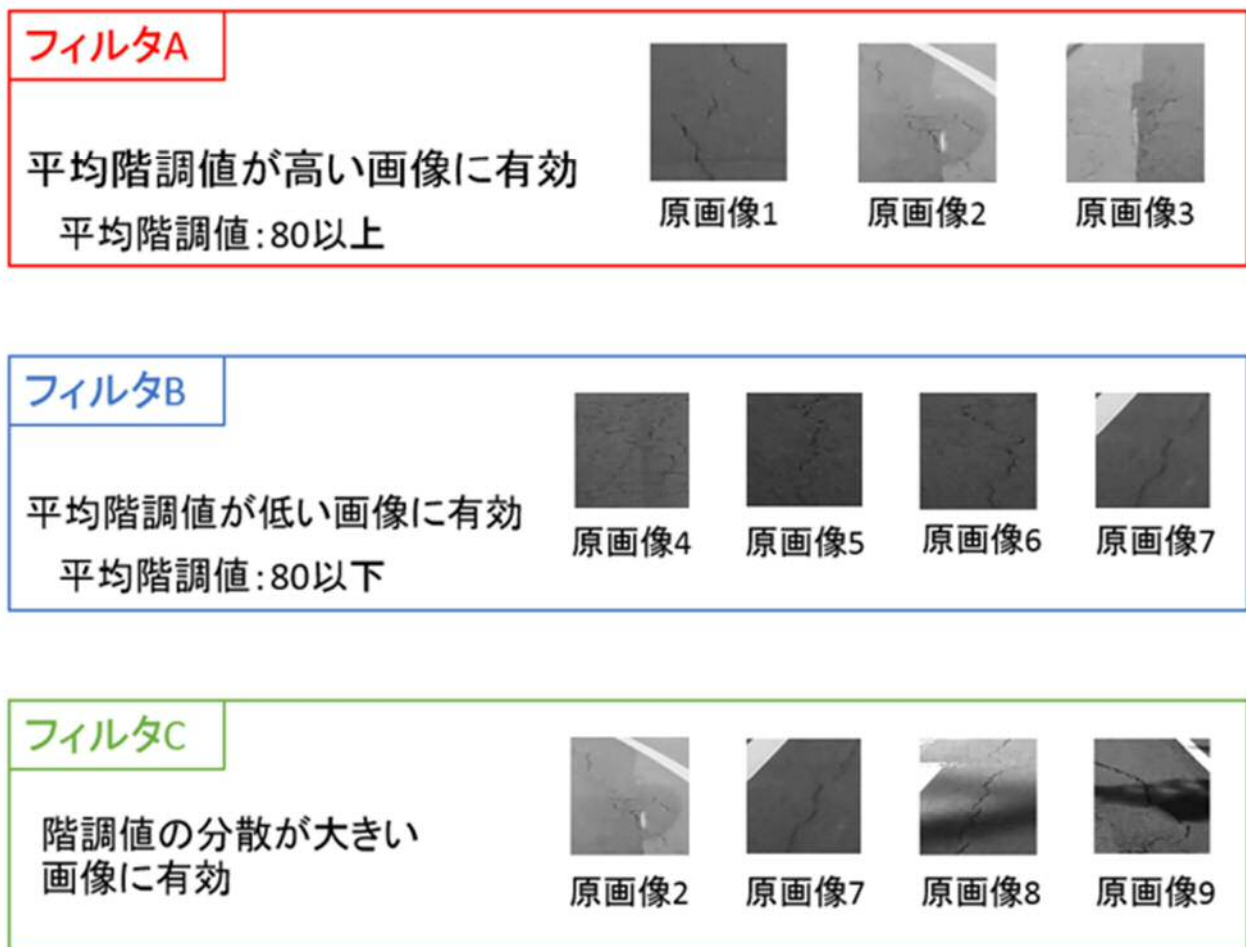 フィルタA
平均階調値が高い画像に有効
平均階調値:80以上
原画像1 原画像2 原画像3
フィルタB
平均階調値が低い画像に有効
平均階調値:80以下
原画像4 原画像5 原画像6 原画像7
フィルタC
階調値の分散が大きい
画像に有効
原画像2 原画像7 原画像8 原画像9